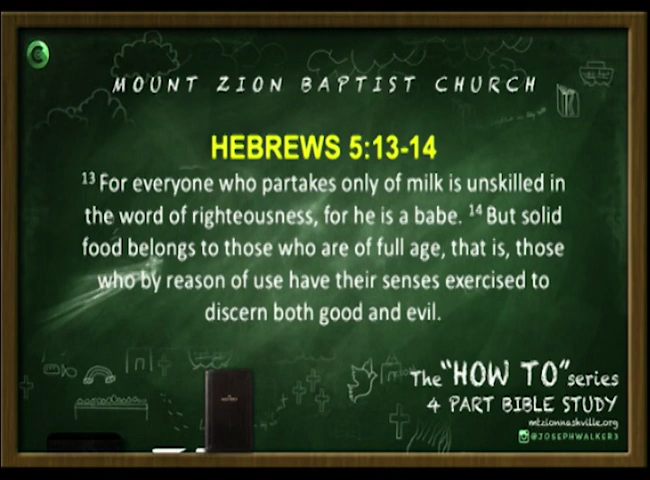 MOUNT ZION BAPTIST CHURCH
HEBREWS 5:13-14
13 For everyone who partakes only of milk is unskilled in
the word of righteousness, for he is a babe. 14 But solid
food belongs to those who are of full age, that is, those
who by reason of use have their senses exercised to
discern both good and evil.
The "HOW TO" series
4 PART BIBLE STUDY
mtzionnashville.org
@JOSEPHWALKER3